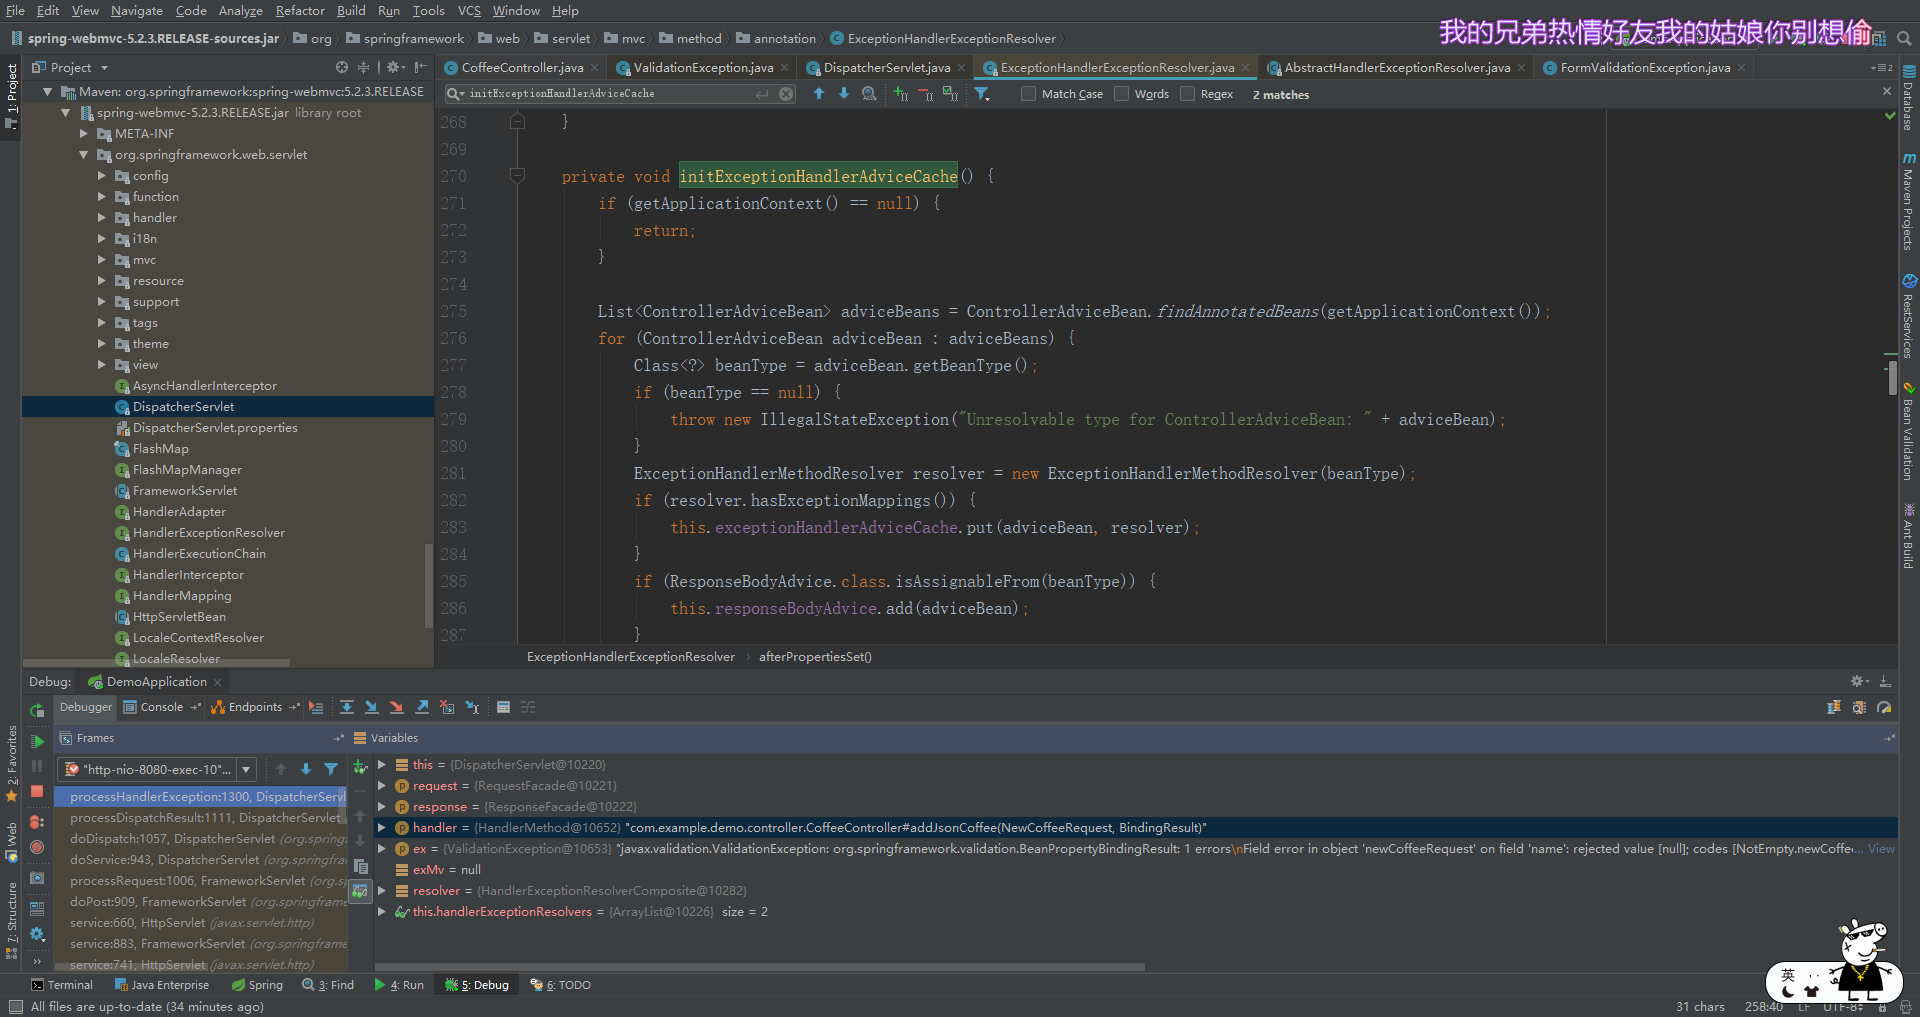 File Edit View Navigate Code Analyze Refactor Build Run Tools VCS Window Help
spring-webmvc-5.2.3.RELEASE-sources.jar org springframework web servlet mvc method annotation ExceptionHandlerExceptionResolver
我的兄弟热情好友我的姑娘你别想偷
Project
CoffeeController.java ValidationException.java DispatcherServlet.java ExceptionHandlerExceptionResolver.java AbstractHandlerExceptionResolver.java FormValidationException.java
initExceptionHandlerAdviceCache Match Case Words Regex 2 matches
1: Project
Maven: org.springframework:spring-webmvc:5.2.3.RELEASE
spring-webmvc-5.2.3.RELEASE.jar library root
META-INF
org.springframework.web.servlet
config
function
handler
i18n
mvc
resource
support
tags
theme
view
AsyncHandlerInterceptor
DispatcherServlet
DispatcherServlet.properties
FlashMap
FlashMapManager
FrameworkServlet
HandlerAdapter
HandlerExceptionResolver
HandlerExecutionChain
HandlerInterceptor
HandlerMapping
HttpServletBean
LocaleContextResolver
LocaleResolver
268 }
269
270 private void initExceptionHandlerAdviceCache() {
271 if (getApplicationContext() == null) {
272 return;
273 }
274
275 List<ControllerAdviceBean> adviceBeans = ControllerAdviceBean.findAnnotatedBeans(getApplicationContext());
276 for (ControllerAdviceBean adviceBean : adviceBeans) {
277 Class<?> beanType = adviceBean.getBeanType();
278 if (beanType == null) {
279 throw new IllegalStateException("Unresolvable type for ControllerAdviceBean: " + adviceBean);
280 }
281 ExceptionHandlerMethodResolver resolver = new ExceptionHandlerMethodResolver(beanType);
282 if (resolver.hasExceptionMappings()) {
283 this.exceptionHandlerAdviceCache.put(adviceBean, resolver);
284 }
285 if (ResponseBodyAdvice.class.isAssignableFrom(beanType)) {
286 this.responseBodyAdvice.add(adviceBean);
287 }
ExceptionHandlerExceptionResolver afterPropertiesSet()
Database
Maven Projects
RestServices
Bean Validation
Ant Build
Debug: DemoApplication
Debugger Console Endpoints
Frames
Variables
"http-nio-8080-exec-10"...
processHandlerException:1300, DispatcherServl
processDispatchResult:1111, DispatcherServlet
doDispatch:1057, DispatcherServlet (org.springf
doService:943, DispatcherServlet (org.springfra
processRequest:1006, FrameworkServlet (org.sp
doPost:909, FrameworkServlet (org.springframew
service:660, HttpServlet (javax.servlet.http)
service:883, FrameworkServlet (org.springframe
service:741, HttpServlet (javax.servlet.http)
this = {DispatcherServlet@10220}
request = {RequestFacade@10221}
response = {ResponseFacade@10222}
handler = {HandlerMethod@10652} "com.example.demo.controller.CoffeeController#addJsonCoffee(NewCoffeeRequest, BindingResult)"
ex = {ValidationException@10653} "javax.validation.ValidationException: org.springframework.validation.BeanPropertyBindingResult: 1 errors\nField error in object 'newCoffeeRequest' on field 'name': rejected value [null]; codes [NotEmpty.newCoffe... View
exMv = null
resolver = {HandlerExceptionResolverComposite@10282}
this.handlerExceptionResolvers = {ArrayList@10226} size = 2
2: Favorites
Web
7: Structure
Terminal Java Enterprise Spring 3: Find 4: Run 5: Debug 6: TODO
All files are up-to-date (34 minutes ago)
31 chars 258:40 LF UTF-8
英